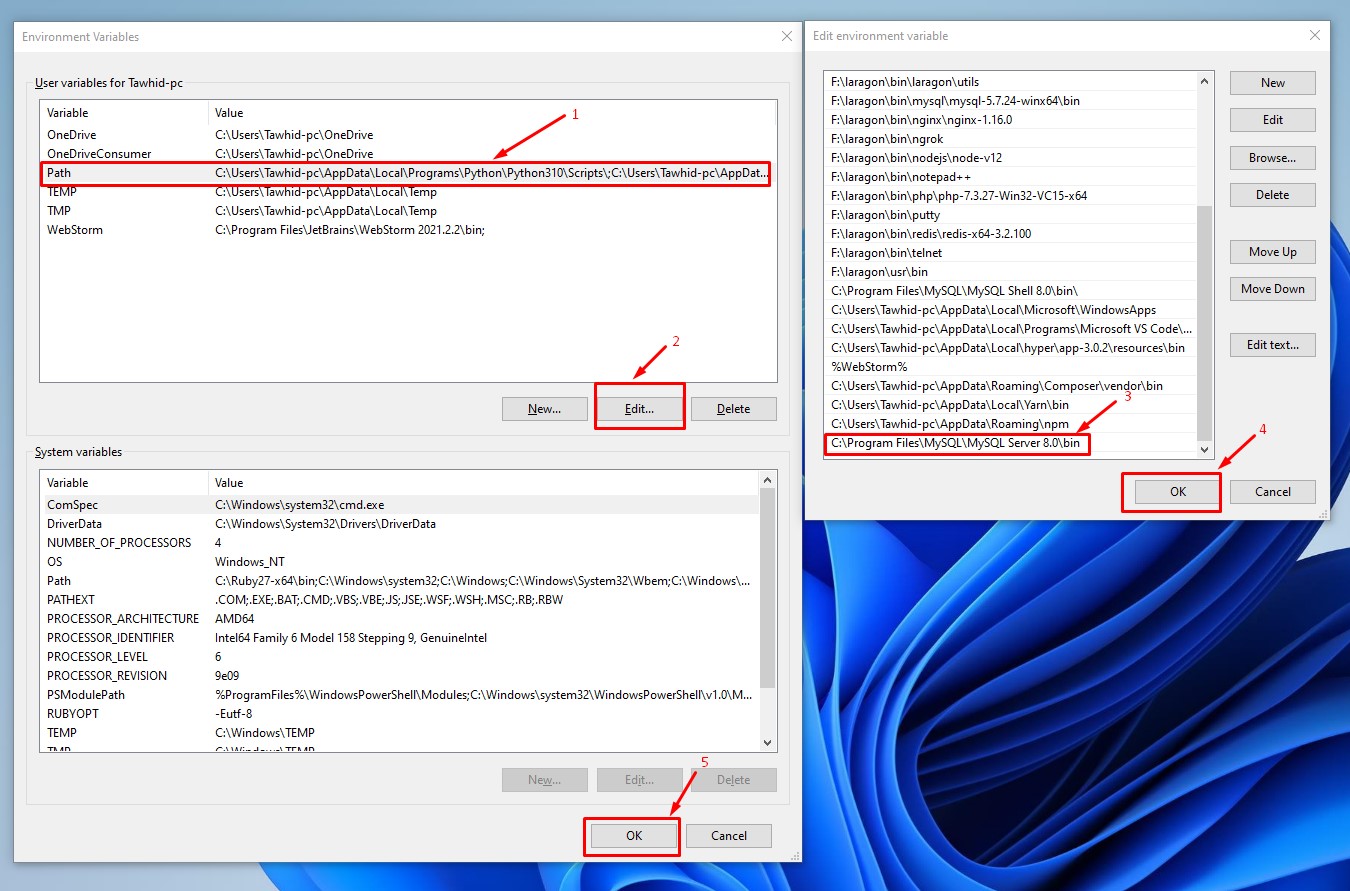 Environment Variables
User variables for Tawhid-pc
Variable Value
OneDrive C:\Users\Tawhid-pc\OneDrive
OneDriveConsumer C:\Users\Tawhid-pc\OneDrive
Path C:\Users\Tawhid-pc\AppData\Local\Programs\Python\Python310\Scripts\;C:\Users\Tawhid-pc\AppDat...
TEMP C:\Users\Tawhid-pc\AppData\Local\Temp
TMP C:\Users\Tawhid-pc\AppData\Local\Temp
WebStorm C:\Program Files\JetBrains\WebStorm 2021.2.2\bin;
1
2
New... Edit... Delete
System variables
Variable Value
ComSpec C:\Windows\system32\cmd.exe
DriverData C:\Windows\System32\Drivers\DriverData
NUMBER_OF_PROCESSORS 4
OS Windows_NT
Path C:\Ruby27-x64\bin;C:\Windows\system32;C:\Windows;C:\Windows\System32\Wbem;C:\Windows\...
PATHEXT .COM;.EXE;.BAT;.CMD;.VBS;.VBE;.JS;.JSE;.WSF;.WSH;.MSC;.RB;.RBW
PROCESSOR_ARCHITECTURE AMD64
PROCESSOR_IDENTIFIER Intel64 Family 6 Model 158 Stepping 9, GenuineIntel
PROCESSOR_LEVEL 6
PROCESSOR_REVISION 9e09
PSModulePath %ProgramFiles%\WindowsPowerShell\Modules;C:\Windows\system32\WindowsPowerShell\v1.0\M...
RUBYOPT -Eutf-8
TEMP C:\Windows\TEMP
TMP C:\Windows\TEMP
5
New... Edit... Delete
OK Cancel
Edit environment variable
F:\laragon\bin\laragon\utils
F:\laragon\bin\mysql\mysql-5.7.24-winx64\bin
F:\laragon\bin\nginx\nginx-1.16.0
F:\laragon\bin\ngrok
F:\laragon\bin\nodejs\node-v12
F:\laragon\bin\notepad++
F:\laragon\bin\php\php-7.3.27-Win32-VC15-x64
F:\laragon\bin\putty
F:\laragon\bin\redis\redis-x64-3.2.100
F:\laragon\bin\telnet
F:\laragon\usr\bin
C:\Program Files\MySQL\MySQL Shell 8.0\bin\
C:\Users\Tawhid-pc\AppData\Local\Microsoft\WindowsApps
C:\Users\Tawhid-pc\AppData\Local\Programs\Microsoft VS Code\...
C:\Users\Tawhid-pc\AppData\Local\hyper\app-3.0.2\resources\bin
%WebStorm%
C:\Users\Tawhid-pc\AppData\Roaming\Composer\vendor\bin
C:\Users\Tawhid-pc\AppData\Local\Yarn\bin
C:\Users\Tawhid-pc\AppData\Roaming\npm
C:\Program Files\MySQL\MySQL Server 8.0\bin
3
4
New
Edit
Browse...
Delete
Move Up
Move Down
Edit text...
OK Cancel